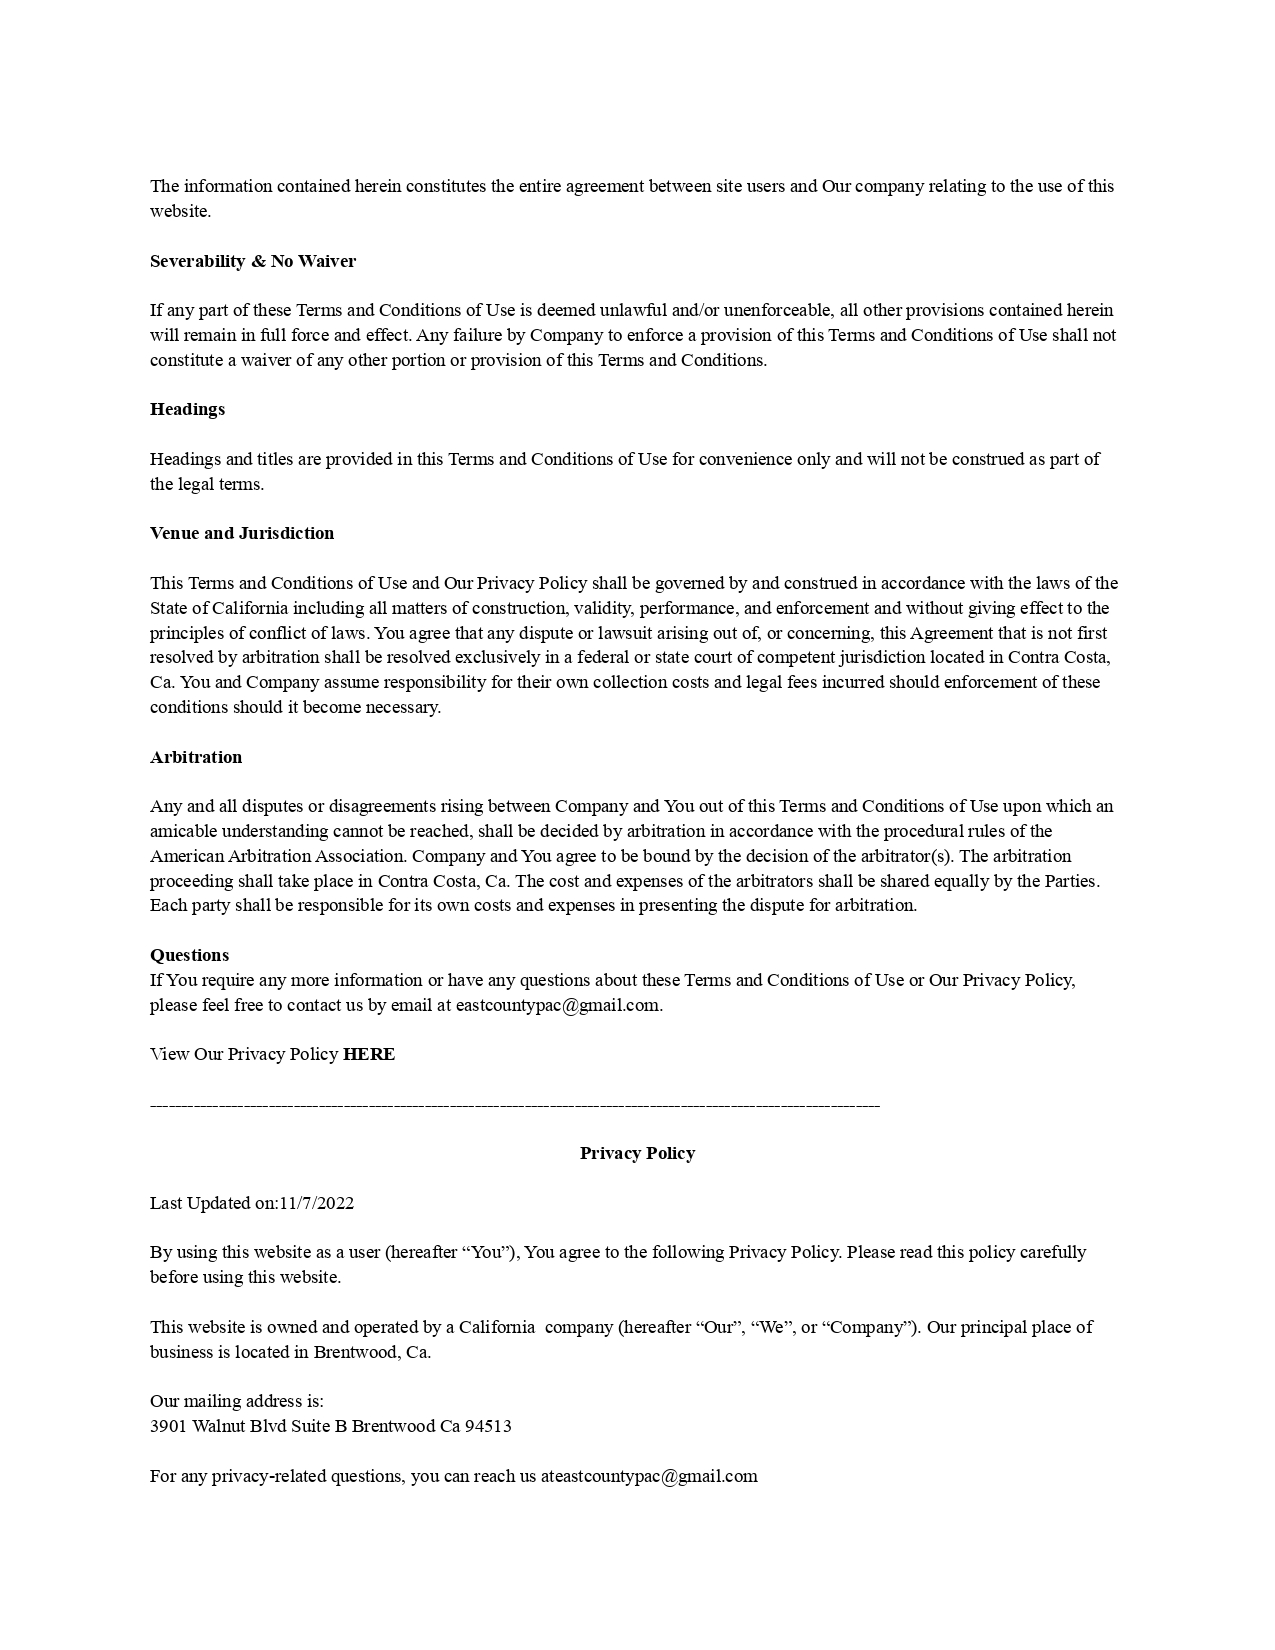 The information contained herein constitutes the entire agreement between site users and Our company relating to the use of this
website.
Severability & No Waiver
If any part of these Terms and Conditions of Use is deemed unlawful and/or unenforceable, all other provisions contained herein
will remain in full force and effect. Any failure by Company to enforce a provision of this Terms and Conditions of Use shall not
constitute a waiver of any other portion or provision of this Terms and Conditions.
Headings
Headings and titles are provided in this Terms and Conditions of Use for convenience only and will not be construed as part of
the legal terms.
Venue and Jurisdiction
This Terms and Conditions of Use and Our Privacy Policy shall be governed by and construed in accordance with the laws of the
State of California including all matters of construction, validity, performance, and enforcement and without giving effect to the
principles of conflict of laws. You agree that any dispute or lawsuit arising out of, or concerning, this Agreement that is not first
resolved by arbitration shall be resolved exclusively in a federal or state court of competent jurisdiction located in Contra Costa,
Ca. You and Company assume responsibility for their own collection costs and legal fees incurred should enforcement of these
conditions should it become necessary.
Arbitration
Any and all disputes or disagreements rising between Company and You out of this Terms and Conditions of Use upon which an
amicable understanding cannot be reached, shall be decided by arbitration in accordance with the procedural rules of the
American Arbitration Association. Company and You agree to be bound by the decision of the arbitrator(s). The arbitration
proceeding shall take place in Contra Costa, Ca. The cost and expenses of the arbitrators shall be shared equally by the Parties.
Each party shall be responsible for its own costs and expenses in presenting the dispute for arbitration.
Questions
If You require any more information or have any questions about these Terms and Conditions of Use or Our Privacy Policy,
please feel free to contact us by email at eastcountypac@gmail.com.
View Our Privacy Policy HERE
Privacy Policy
Last Updated on:11/7/2022
By using this website as a user (hereafter “You”), You agree to the following Privacy Policy. Please read this policy carefully
before using this website.
This website is owned and operated by a California  company (hereafter “Our”, “We”, or “Company”). Our principal place of
business is located in Brentwood, Ca.
Our mailing address is:
3901 Walnut Blvd Suite B Brentwood Ca 94513
For any privacy-related questions, you can reach us ateastcountypac@gmail.com